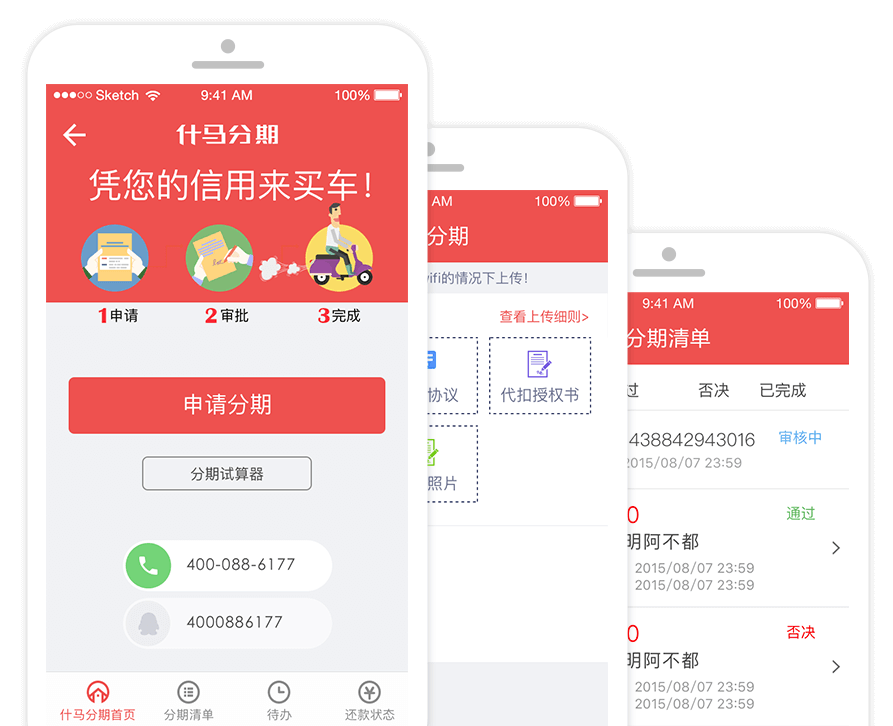 Sketch 9:41 AM 100%
什马分期
凭您的信用来买车!
1申请 2审批 3完成
申请分期
分期试算器
400-088-6177
4000886177
什马分期首页 分期清单 待办 还款状态
AM 100%
分期
ifi的情况下上传!
查看上传细则>
协议 代扣授权书
照片
9:41 AM 100%
分期清单
过 否决 已完成
438842943016 审核中
2015/08/07 23:59
0 通过
明阿不都
2015/08/07 23:59
2015/08/07 23:59
0 否决
明阿不都
2015/08/07 23:59
2015/08/07 23:59